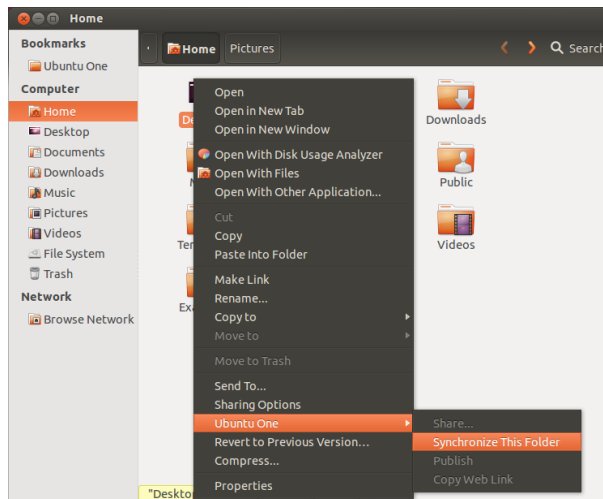 Home
Bookmarks
Ubuntu One
Computer
Home
Desktop
Documents
Downloads
Music
Pictures
Videos
File System
Trash
Network
Browse Network
Home
Pictures
Search
Downloads
Public
Videos
Open
Open in New Tab
Open in New Window
Open With Disk Usage Analyzer
Open With Files
Open With Other Application...
Cut
Copy
Paste Into Folder
Make Link
Rename...
Copy to
Move to
Move to Trash
Send To...
Sharing Options
Ubuntu One
Revert to Previous Version...
Compress...
Properties
Share...
Synchronize This Folder
Publish
Copy Web Link